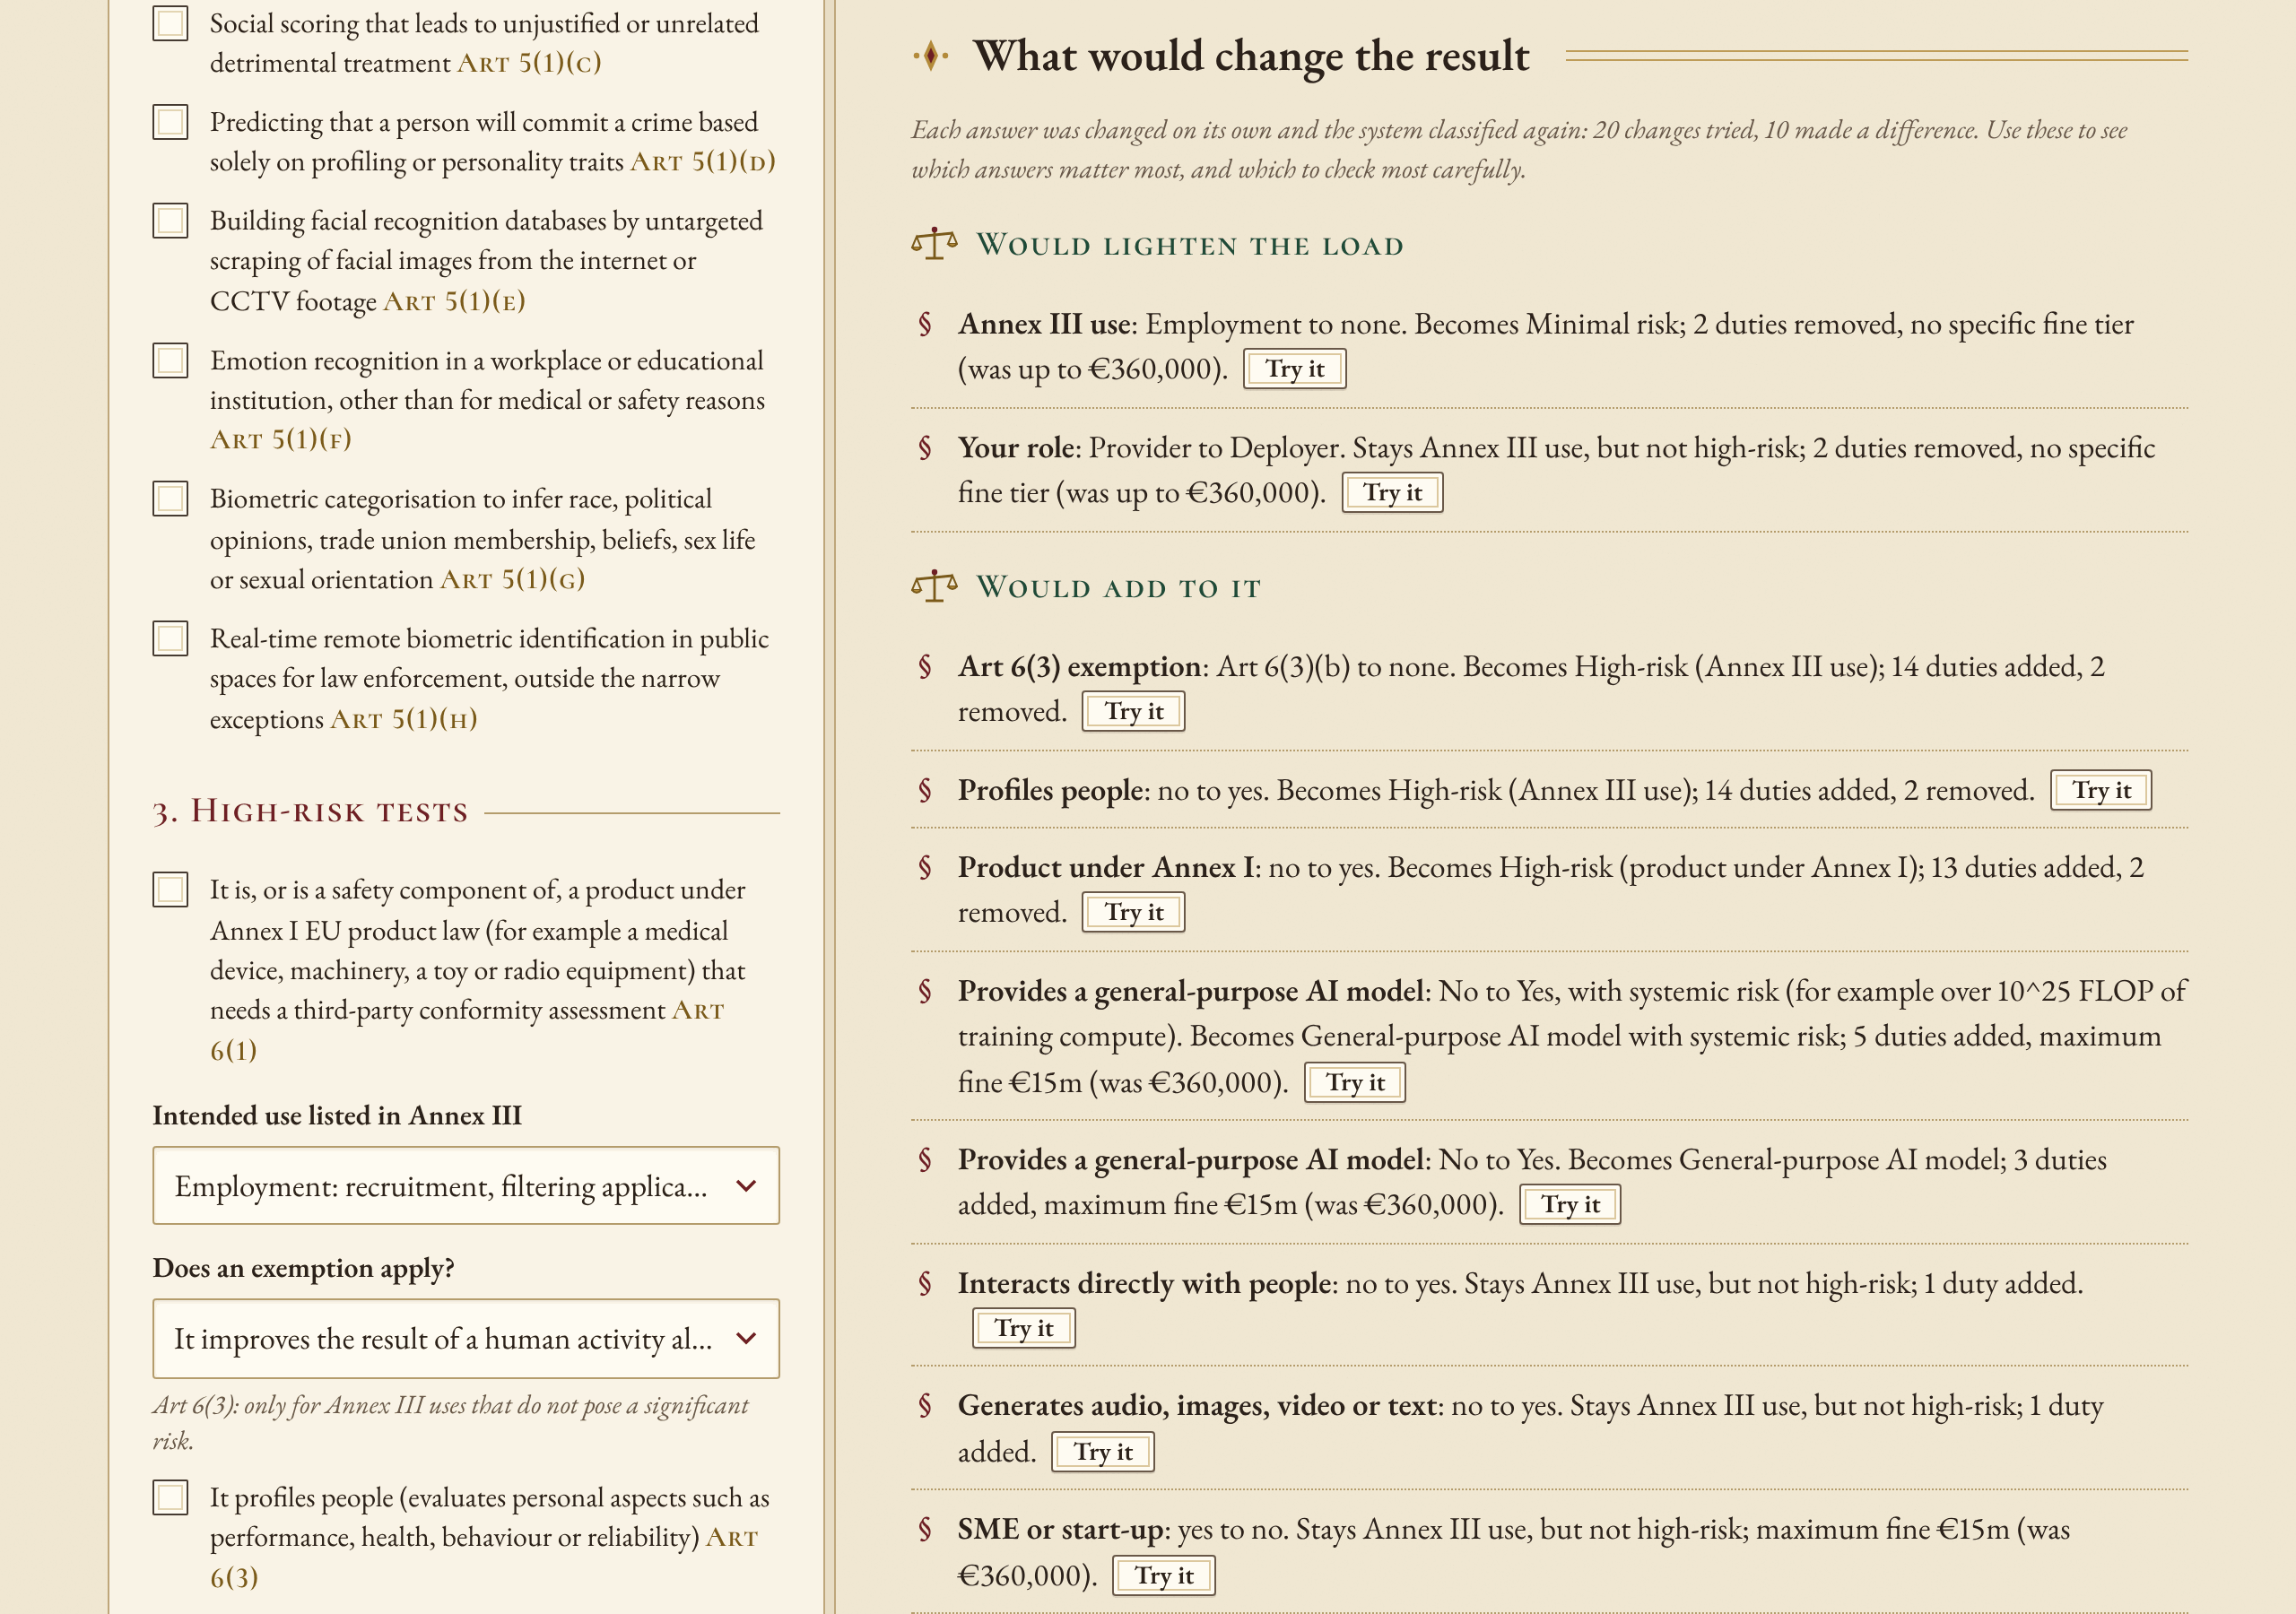 Social scoring that leads to unjustified or unrelated
detrimental treatment Art 5(1)(c)
Predicting that a person will commit a crime based
solely on profiling or personality traits Art 5(1)(d)
Building facial recognition databases by untargeted
scraping of facial images from the internet or
CCTV footage Art 5(1)(e)
Emotion recognition in a workplace or educational
institution, other than for medical or safety reasons
Art 5(1)(f)
Biometric categorisation to infer race, political
opinions, trade union membership, beliefs, sex life
or sexual orientation Art 5(1)(g)
Real-time remote biometric identification in public
spaces for law enforcement, outside the narrow
exceptions Art 5(1)(h)
3. High-risk tests
It is, or is a safety component of, a product under
Annex I EU product law (for example a medical
device, machinery, a toy or radio equipment) that
needs a third-party conformity assessment Art
6(1)
Intended use listed in Annex III
Employment: recruitment, filtering applica...
Does an exemption apply?
It improves the result of a human activity al...
Art 6(3): only for Annex III uses that do not pose a significant
risk.
It profiles people (evaluates personal aspects such as
performance, health, behaviour or reliability) Art
6(3)
What would change the result
Each answer was changed on its own and the system classified again: 20 changes tried, 10 made a difference. Use these to see
which answers matter most, and which to check most carefully.
Would lighten the load
§ Annex III use: Employment to none. Becomes Minimal risk; 2 duties removed, no specific fine tier
(was up to €360,000). Try it
§ Your role: Provider to Deployer. Stays Annex III use, but not high-risk; 2 duties removed, no specific
fine tier (was up to €360,000). Try it
Would add to it
§ Art 6(3) exemption: Art 6(3)(b) to none. Becomes High-risk (Annex III use); 14 duties added, 2
removed. Try it
§ Profiles people: no to yes. Becomes High-risk (Annex III use); 14 duties added, 2 removed. Try it
§ Product under Annex I: no to yes. Becomes High-risk (product under Annex I); 13 duties added, 2
removed. Try it
§ Provides a general-purpose AI model: No to Yes, with systemic risk (for example over 10^25 FLOP of
training compute). Becomes General-purpose AI model with systemic risk; 5 duties added, maximum
fine €15m (was €360,000). Try it
§ Provides a general-purpose AI model: No to Yes. Becomes General-purpose AI model; 3 duties
added, maximum fine €15m (was €360,000). Try it
§ Interacts directly with people: no to yes. Stays Annex III use, but not high-risk; 1 duty added.
Try it
§ Generates audio, images, video or text: no to yes. Stays Annex III use, but not high-risk; 1 duty
added. Try it
§ SME or start-up: yes to no. Stays Annex III use, but not high-risk; maximum fine €15m (was
€360,000). Try it